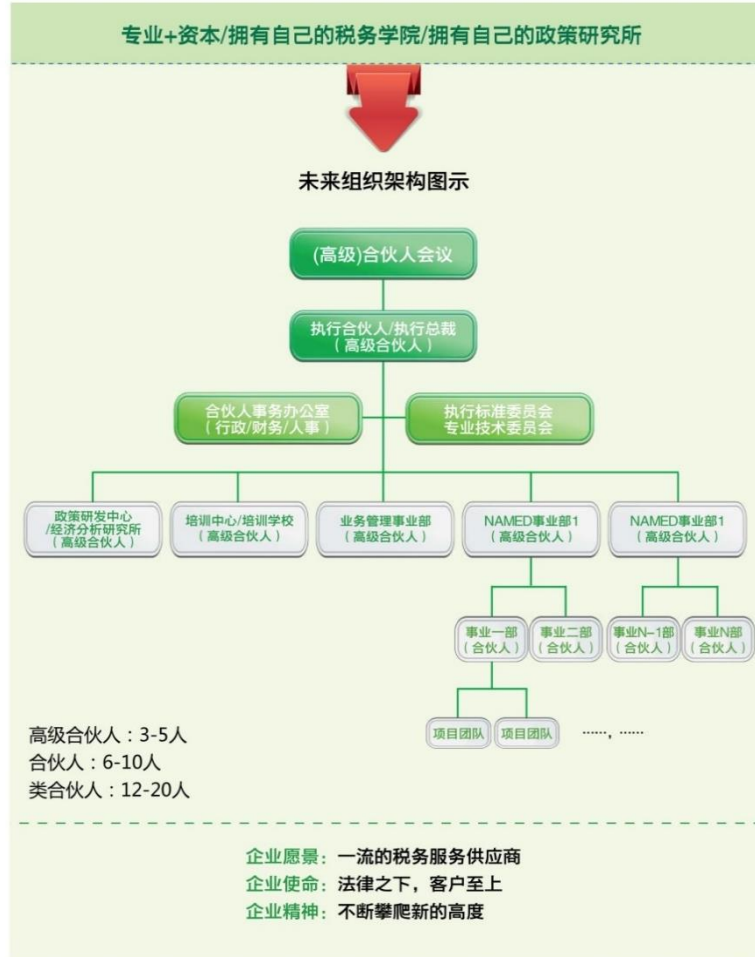 专业+资本/拥有自己的税务学院/拥有自己的政策研究所
未来组织架构图示
(高级)合伙人会议
执行合伙人/执行总裁
(高级合伙人)
合伙人事务办公室
(行政/财务/人事)
执行标准委员会
专业技术委员会
政策研发中心
/经济分析研究所
(高级合伙人)
培训中心/培训学校
(高级合伙人)
业务管理事业部
(高级合伙人)
NAMED事业部1
(高级合伙人)
NAMED事业部1
(高级合伙人)
事业一部
(合伙人)
事业二部
(合伙人)
事业N-1部
(合伙人)
事业N部
(合伙人)
项目团队
项目团队
……, ……
高级合伙人：3-5人
合伙人：6-10人
类合伙人：12-20人
企业愿景：一流的税务服务供应商
企业使命：法律之下，客户至上
企业精神：不断攀爬新的高度